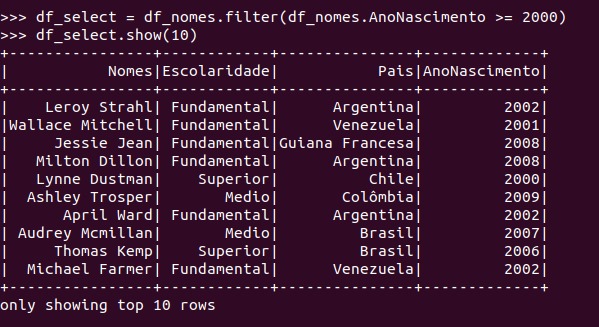 >>> df_select = df_nomes.filter(df_nomes.AnoNascimento >= 2000)
>>> df_select.show(10)
+---------------+-----------+---------------+-------------+
|          Nomes|Escolaridade|           Pais|AnoNascimento|
+---------------+-----------+---------------+-------------+
|   Leroy Strahl| Fundamental|      Argentina|         2002|
|Wallace Mitchell| Fundamental|      Venezuela|         2001|
|    Jessie Jean| Fundamental|Guiana Francesa|         2008|
|  Milton Dillon| Fundamental|      Argentina|         2008|
|  Lynne Dustman|    Superior|          Chile|         2000|
| Ashley Trosper|       Medio|       Colômbia|         2009|
|     April Ward| Fundamental|      Argentina|         2002|
| Audrey Mcmillan|       Medio|         Brasil|         2007|
|    Thomas Kemp|    Superior|         Brasil|         2006|
| Michael Farmer| Fundamental|      Venezuela|         2002|
+---------------+-----------+---------------+-------------+
only showing top 10 rows